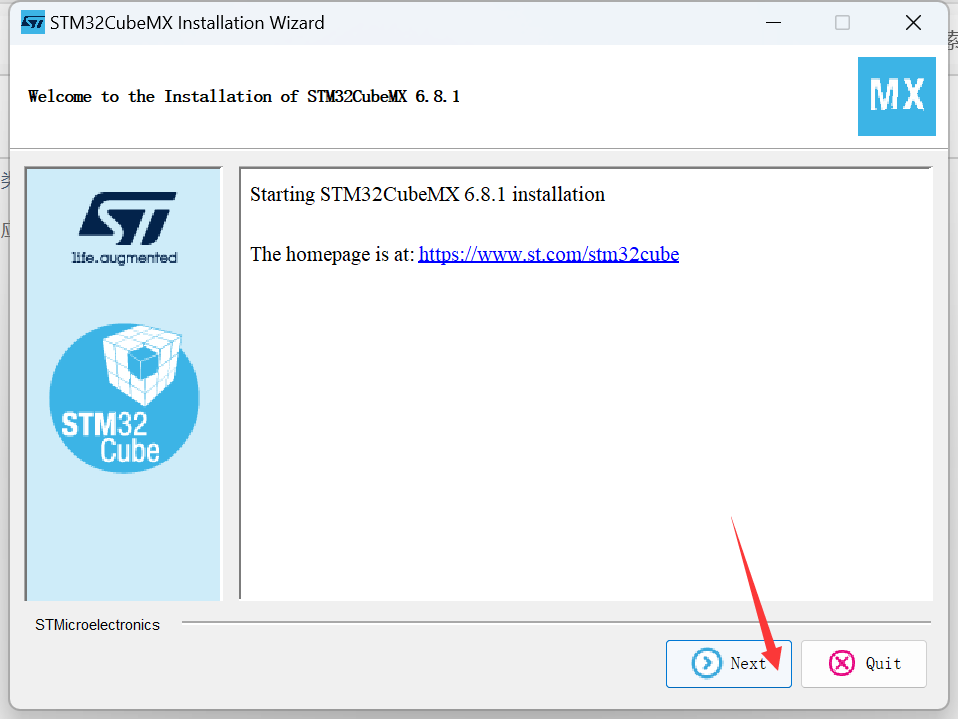 STM32CubeMX Installation Wizard
Welcome to the Installation of STM32CubeMX 6.8.1
MX
ST
life.augmented
STM32
Cube
Starting STM32CubeMX 6.8.1 installation
The homepage is at: https://www.st.com/stm32cube
STMicroelectronics
Next
Quit